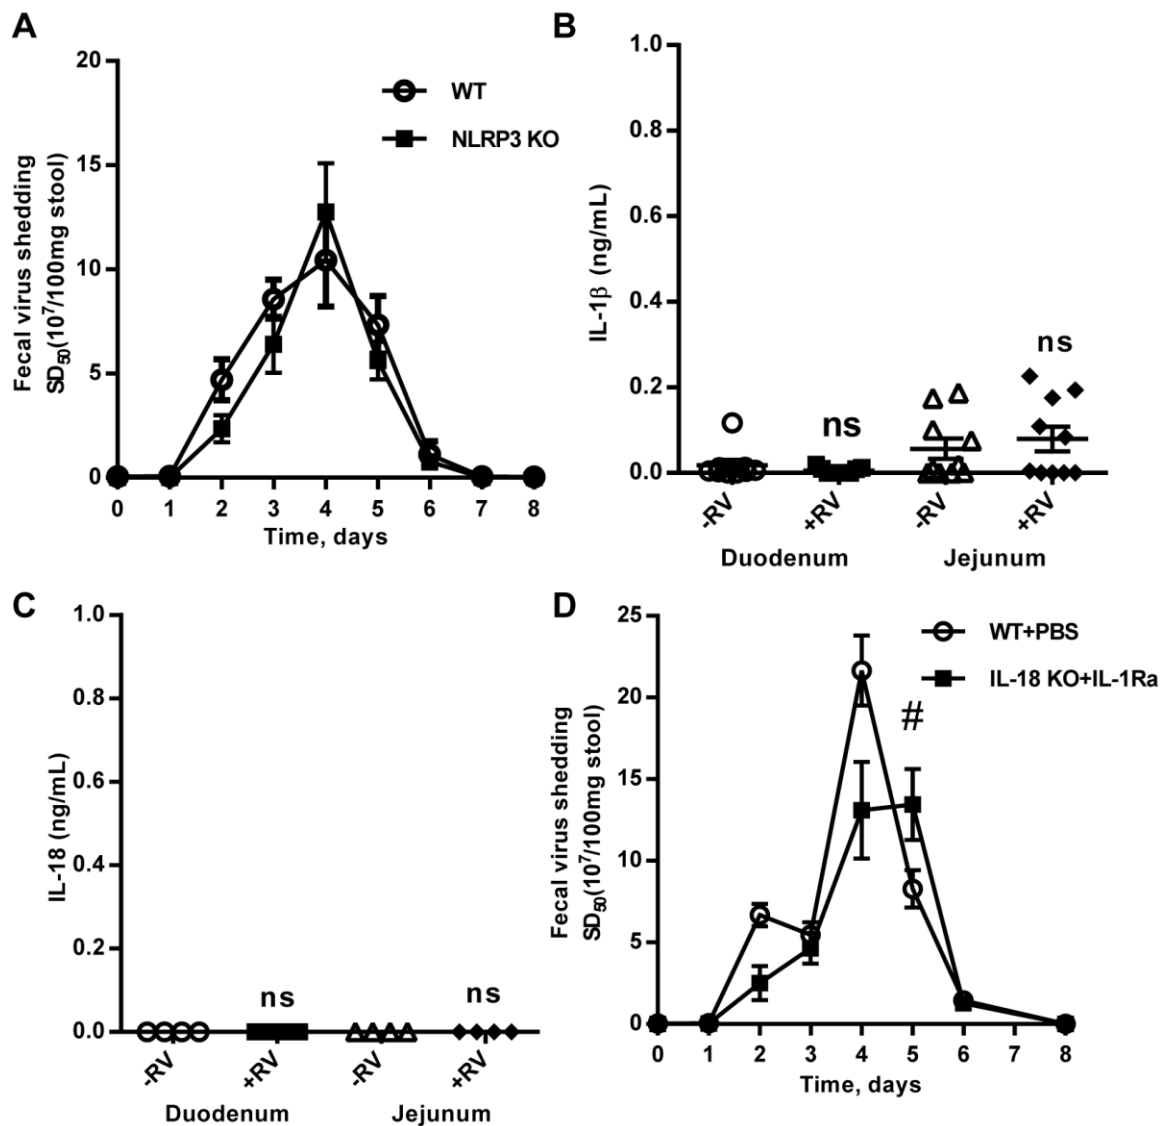 A
20
15
10
5
0
0 1 2 3 4 5 6 7 8
Time, days
Fecal virus shedding
SD50(10^7/100mg stool)
WT
NLRP3 KO
B
1.0
0.8
0.6
0.4
0.2
0.0
IL-1β (ng/mL)
ns
ns
-RV +RV -RV +RV
Duodenum Jejunum
C
1.0
0.8
0.6
0.4
0.2
0.0
IL-18 (ng/mL)
ns ns
-RV +RV -RV +RV
Duodenum Jejunum
D
25
20
15
10
5
0
0 1 2 3 4 5 6 7 8
Time, days
Fecal virus shedding
SD50(10^7/100mg stool)
WT+PBS
IL-18 KO+IL-1Ra
#